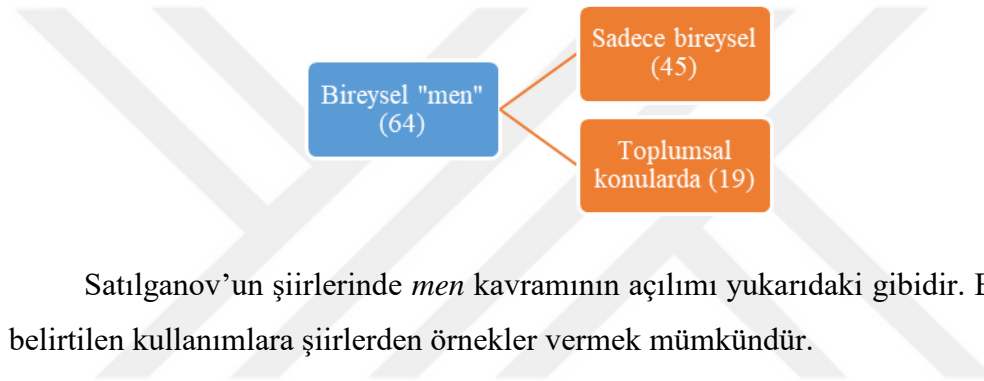 Bireysel "men"
(64)
Sadece bireysel
(45)
Toplumsal
konularda (19)
Satılganov’un şiirlerinde men kavramının açılımı yukarıdaki gibidir.
belirtilen kullanımlara şiirlerden örnekler vermek mümkündür.